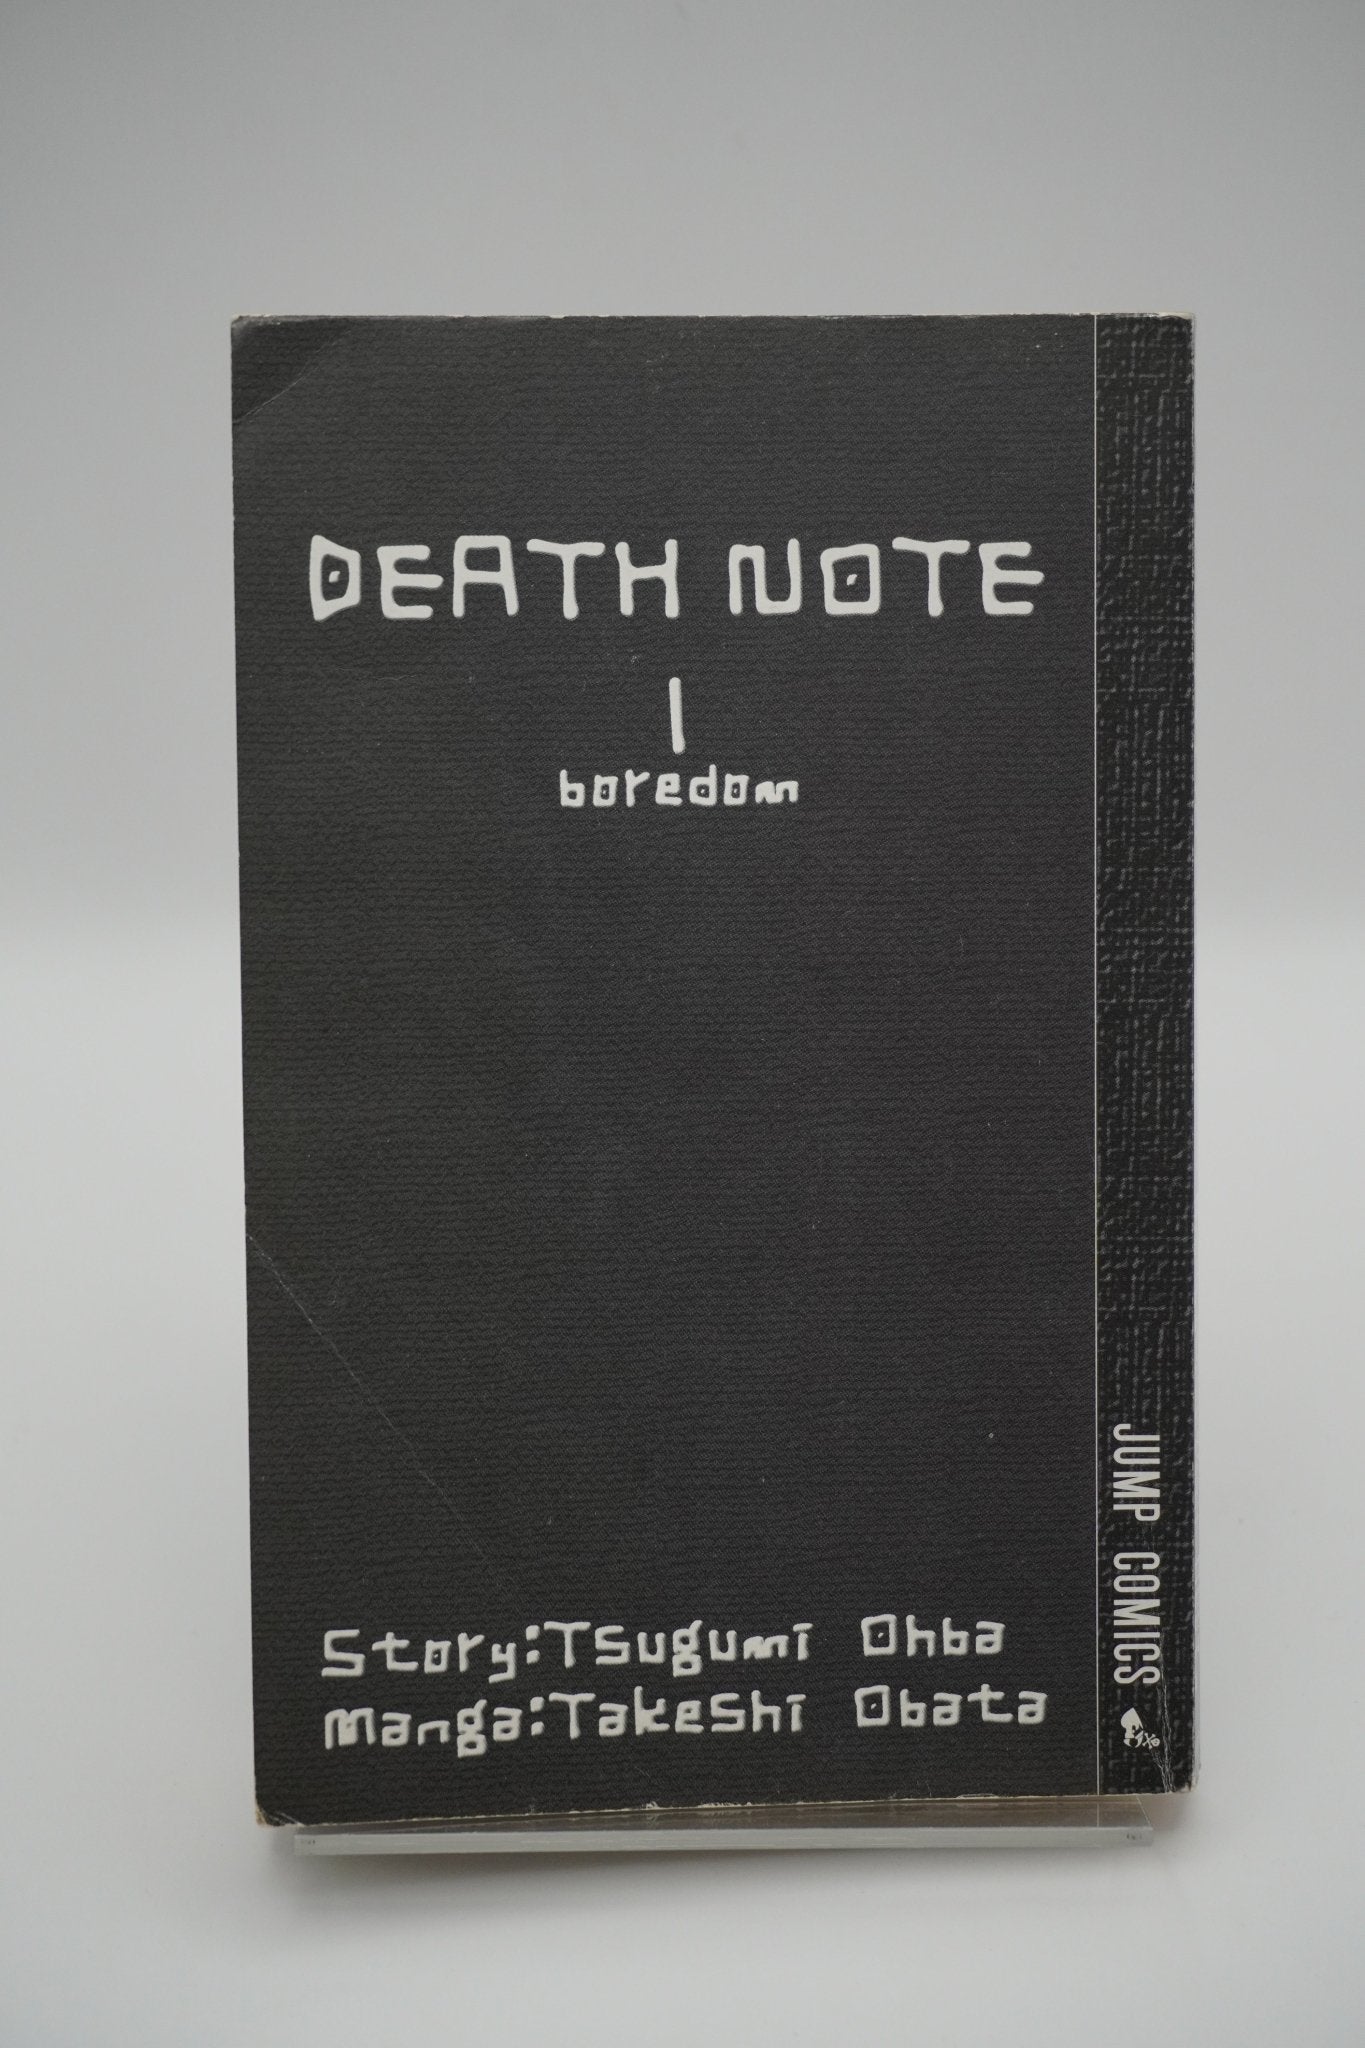 DEATH NOTE
1
boredom
Story:Tsugumi Ohba
Manga:Takeshi Obata
JUMP COMICS